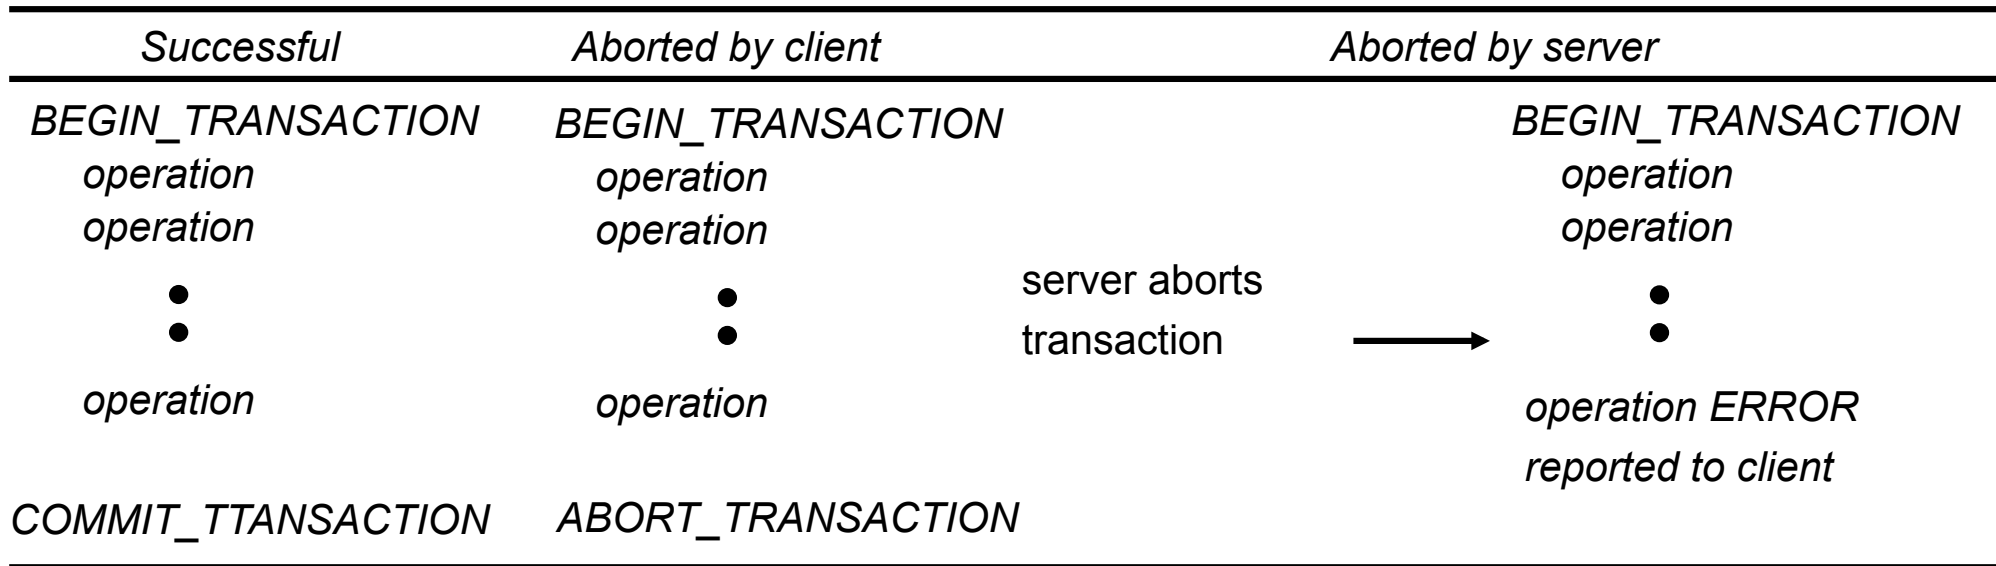 Successful Aborted by client Aborted by server
BEGIN_TRANSACTION BEGIN_TRANSACTION BEGIN_TRANSACTION
operation operation operation
operation operation operation
server aborts
transaction
operation operation operation ERROR
reported to client
COMMIT_TTANSACTION ABORT_TRANSACTION